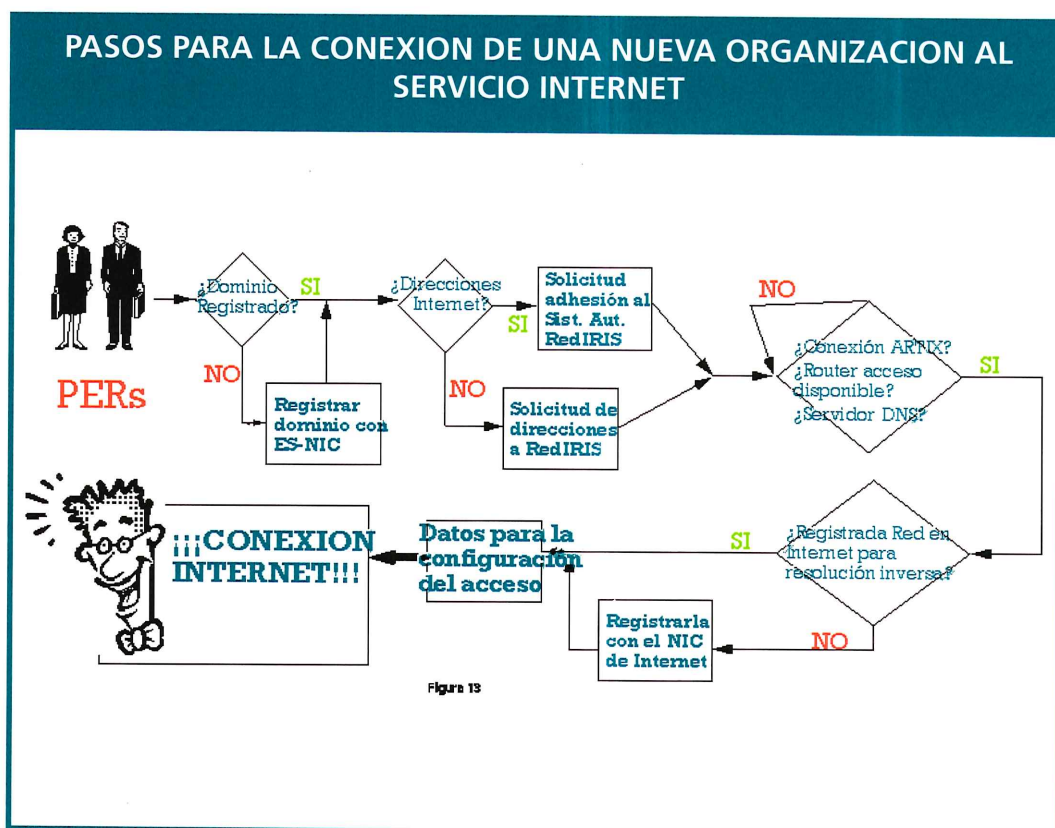 PASOS PARA LA CONEXION DE UNA NUEVA ORGANIZACION AL
SERVICIO INTERNET
PERs
¿Dominio
Registrado?
SI
NO
Registrar
dominio con
ES-NIC
¿Direcciones
Internet?
SI
NO
Solicitud
adhesión al
Sist. Aut.
RedIRIS
Solicitud de
direcciones
a RedIRIS
NO
¿Conexión ARTIX?
¿Router acceso
disponible?
¿Servidor DNS?
SI
¿Registrada Red en
Internet para
resolución inversa?
SI
NO
Registrarla
con el NIC
de Internet
Datos para la
configuración
del acceso
¡¡¡CONEXION
INTERNET!!!
Figura 13